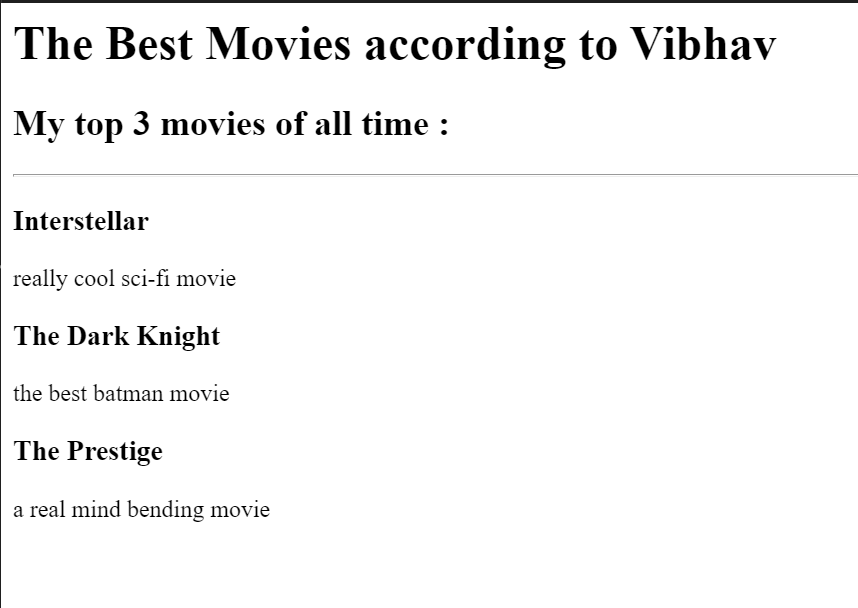 The Best Movies according to Vibhav
My top 3 movies of all time :
Interstellar
really cool sci-fi movie
The Dark Knight
the best batman movie
The Prestige
a real mind bending movie